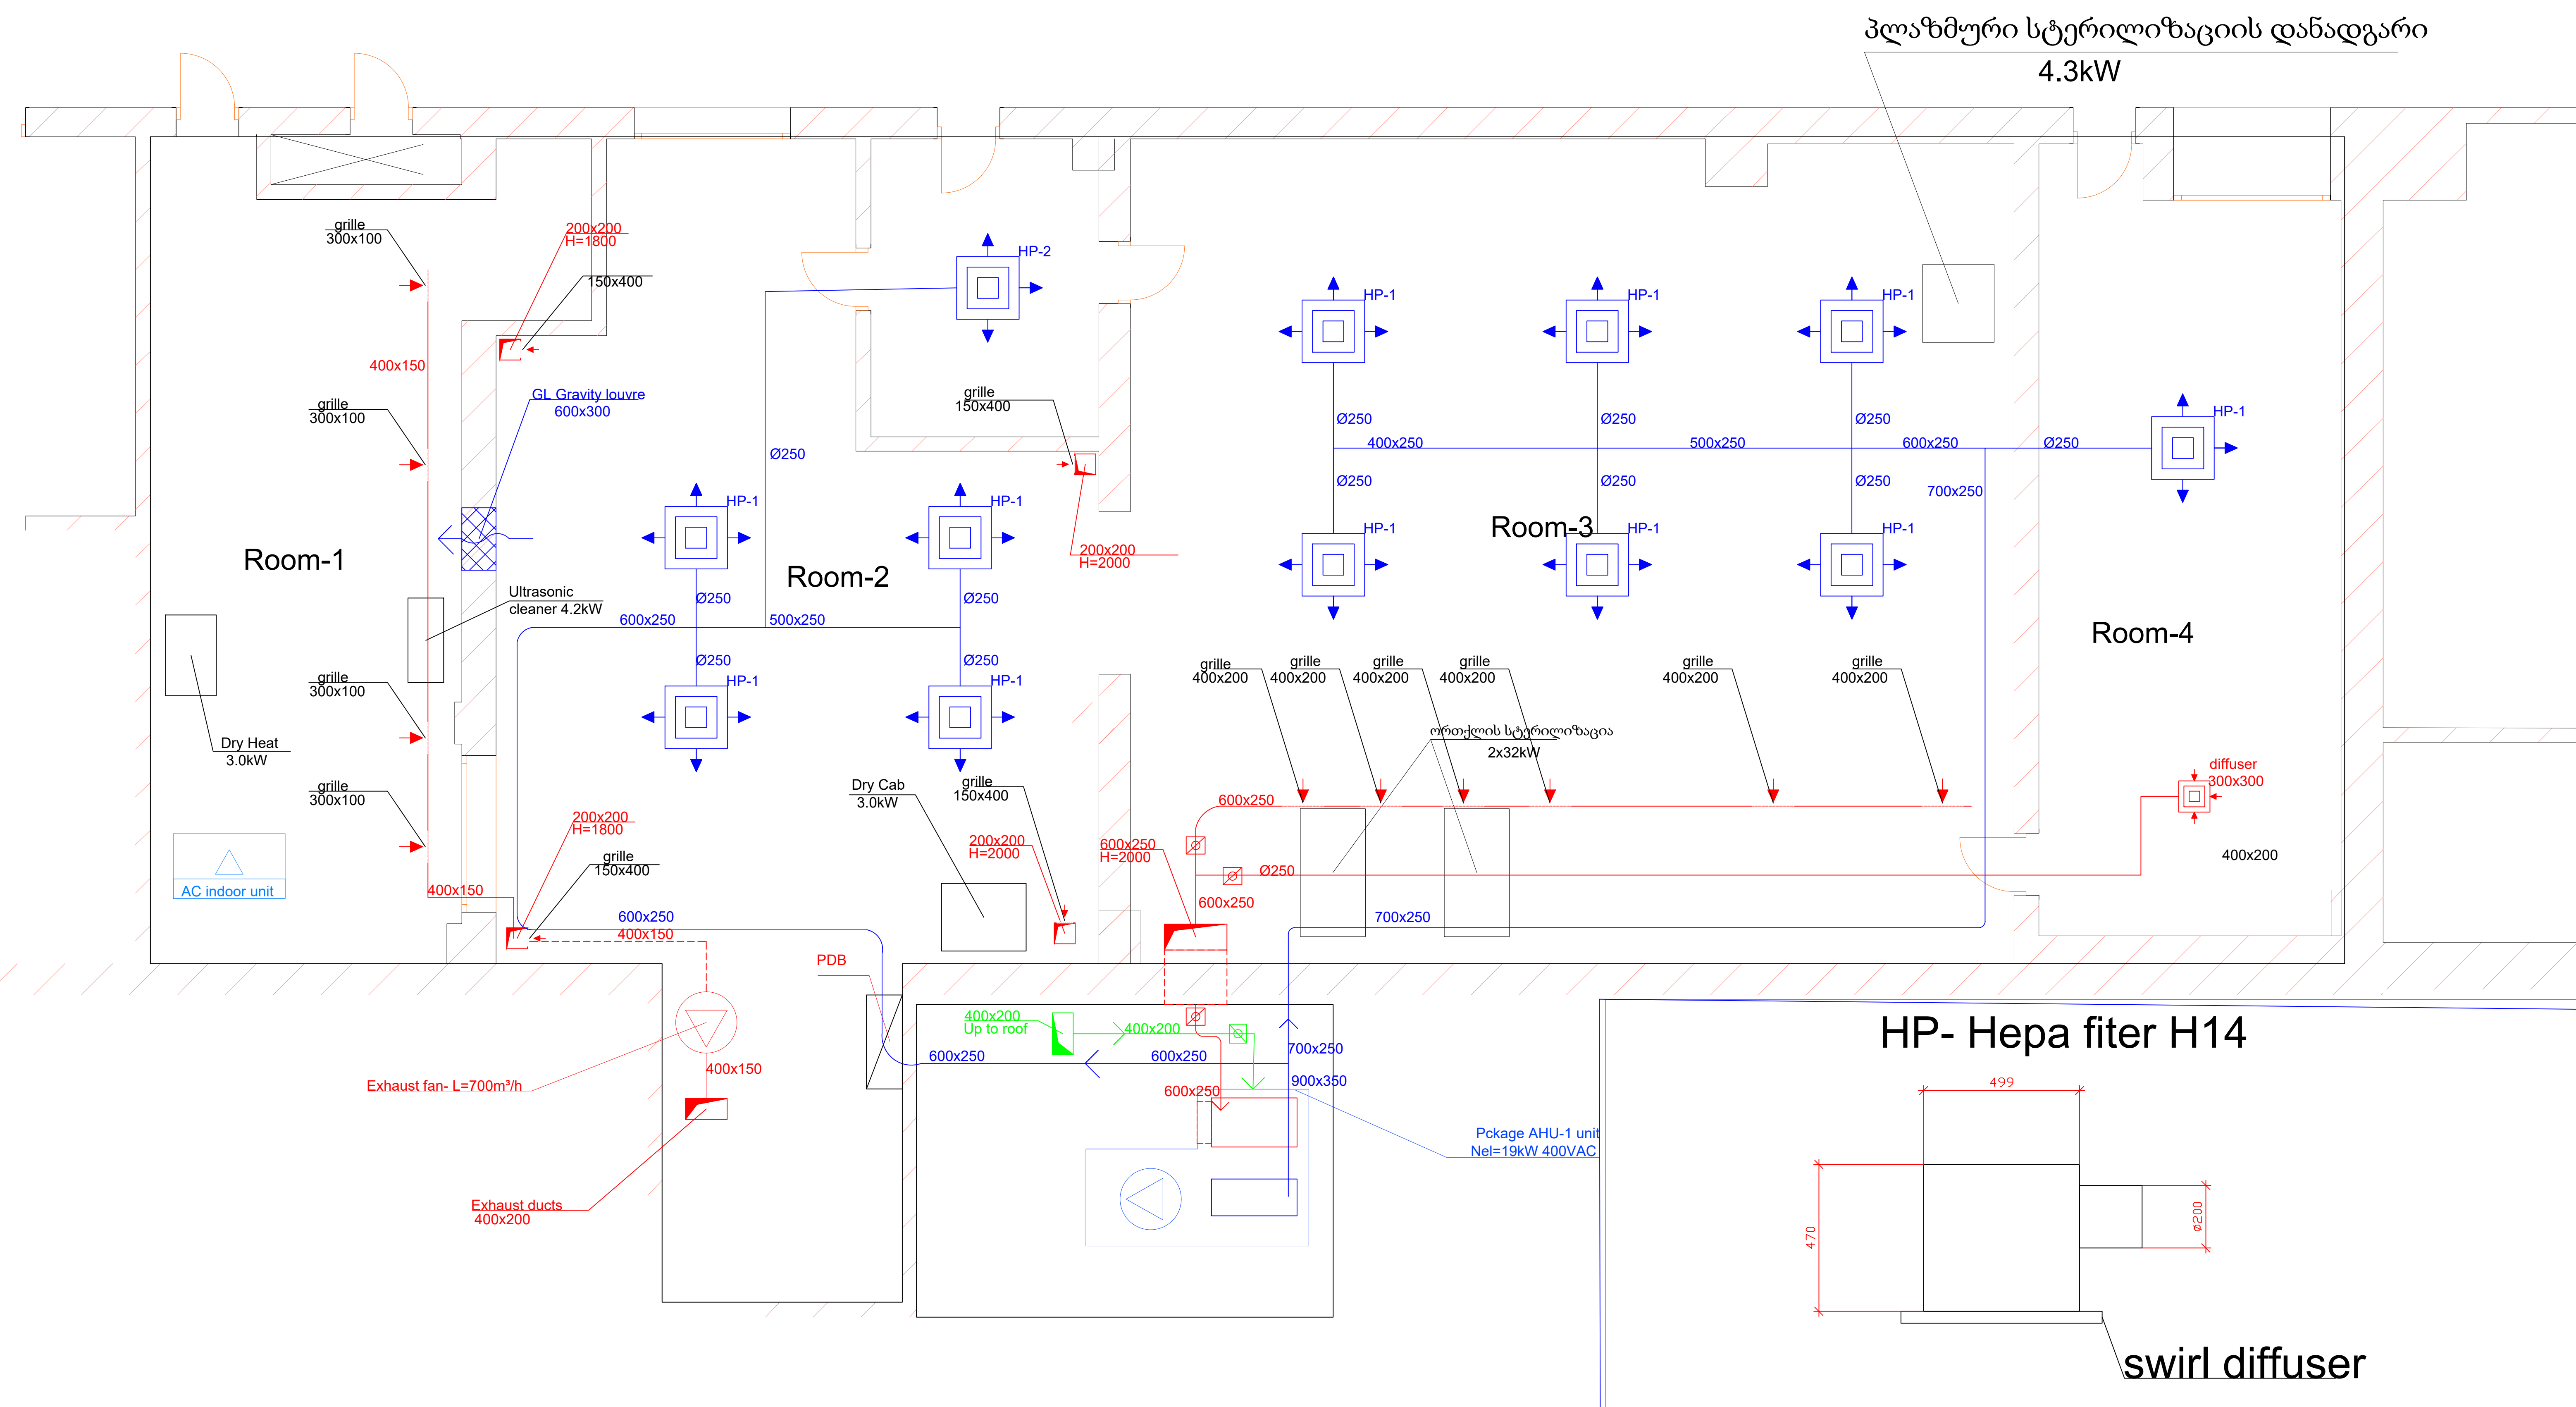 პლაზმური სტერილიზაციის დანადგარი
4.3kW
grille
300x100
200x200
H=1800
150x400
HP-2
HP-1
HP-1
HP-1
400x150
GL Gravity louvre
600x300
grille
300x100
grille
150x400
Ø250
Ø250
Ø250
HP-1
400x250
500x250
600x250
Ø250
Ø250
Ø250
Ø250
Ø250
700x250
HP-1
HP-1
HP-1
HP-1
HP-1
Room-1
Room-2
Room-3
200x200
H=2000
Ultrasonic
cleaner 4.2kW
Ø250
Ø250
600x250
500x250
Room-4
Ø250
Ø250
HP-1
HP-1
grille
300x100
grille
400x200
grille
400x200
grille
400x200
grille
400x200
grille
400x200
grille
400x200
ორთქლის სტერილიზაცია
2x32kW
Dry Heat
3.0kW
grille
300x100
Dry Cab
3.0kW
grille
150x400
diffuser
300x300
600x250
200x200
H=1800
200x200
H=2000
600x250
H=2000
grille
150x400
400x200
Ø250
AC indoor unit
400x150
600x250
600x250
700x250
400x150
PDB
400x200
Up to roof
400x200
600x250
600x250
700x250
HP- Hepa fiter H14
400x150
Exhaust fan- L=700m³/h
600x250
900x350
499
Pckage AHU-1 unit
Nel=19kW 400VAC
Exhaust ducts
400x200
470
ø200
swirl diffuser